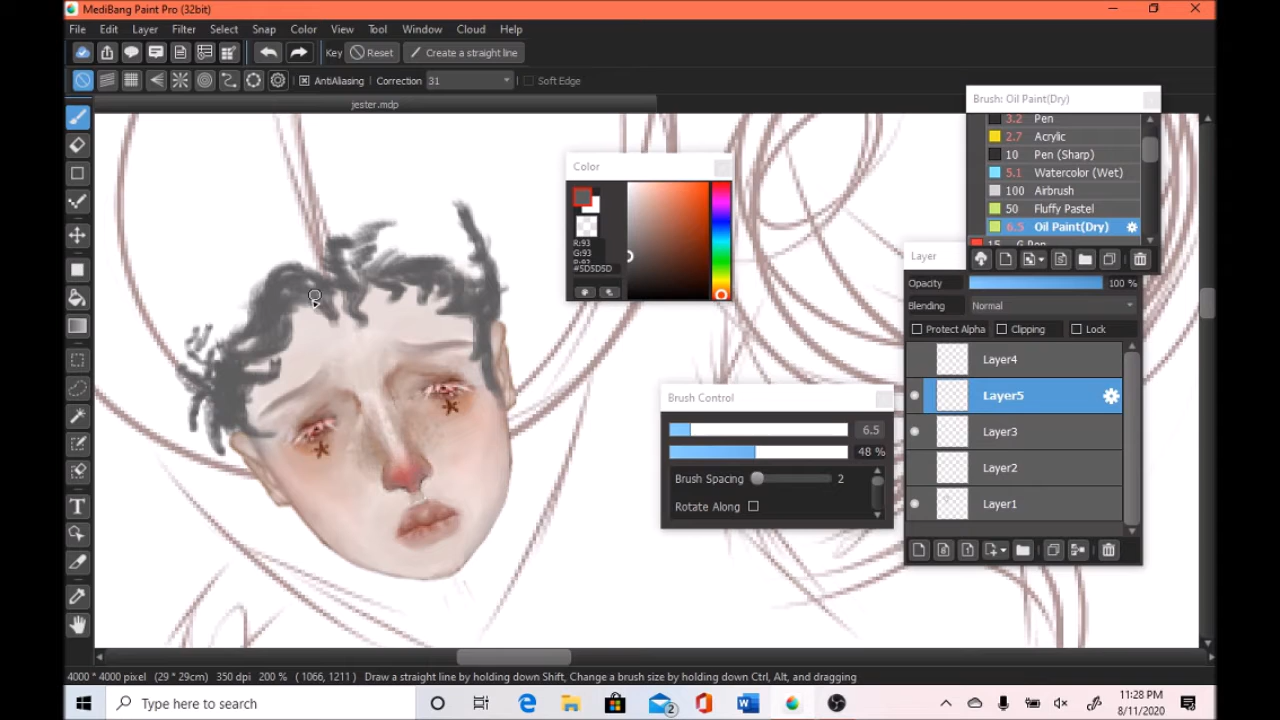 MediBang Paint Pro (32bit)
File Edit Layer Filter Select Snap Color View Tool Window Cloud Help
Key Reset Create a straight line
AntiAliasing Correction 31 Soft Edge
jester.mdp
Brush: Oil Paint(Dry)
3.2 Pen
2.7 Acrylic
10 Pen (Sharp)
5.1 Watercolor (Wet)
100 Airbrush
50 Fluffy Pastel
6.5 Oil Paint(Dry)
15 G Pen
Color
R:93
G:93
B:93
#5D5D5D
Layer
Opacity 100 %
Blending Normal
Protect Alpha Clipping Lock
Layer4
Layer5
Layer3
Layer2
Layer1
Brush Control
6.5
48 %
Brush Spacing 2
Rotate Along
4000 * 4000 pixel (29 * 29cm) 350 dpi 200 % ( 1066, 1211 ) Draw a straight line by holding down Shift, Change a brush size by holding down Ctrl, Alt, and dragging
Type here to search
2
11:28 PM
8/11/2020